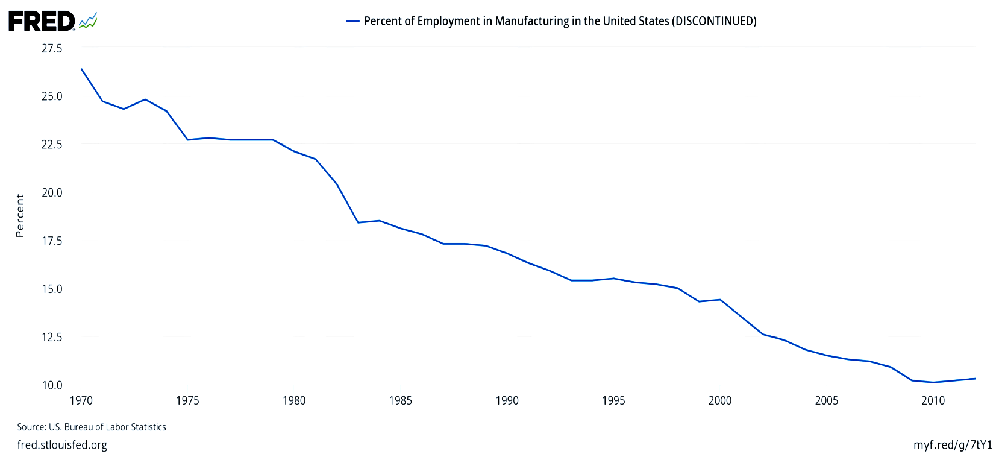 FRED
Percent of Employment in Manufacturing in the United States (DISCONTINUED)
27.5
25.0
22.5
20.0
17.5
15.0
12.5
10.0
Percent
1970 1975 1980 1985 1990 1995 2000 2005 2010
Source: US. Bureau of Labor Statistics
fred.stlouisfed.org
myf.red/g/7tY1